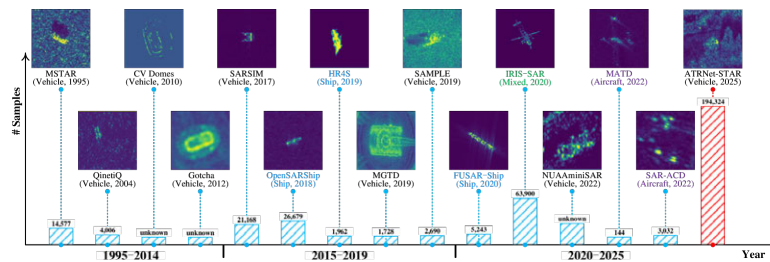 MSTAR
(Vehicle, 1995)
CV Domes
(Vehicle, 2010)
SARSIM
(Vehicle, 2017)
HR4S
(Ship, 2019)
SAMPLE
(Vehicle, 2019)
IRIS-SAR
(Mixed, 2020)
MATD
(Aircraft, 2022)
ATRNet-STAR
(Vehicle, 2025)
# Samples
QinetiQ
(Vehicle, 2004)
Gotcha
(Vehicle, 2012)
OpenSARShip
(Ship, 2018)
MGTD
(Vehicle, 2019)
FUSAR-Ship
(Ship, 2020)
NUAAminiSAR
(Vehicle, 2022)
SAR-ACD
(Aircraft, 2022)
14,577
4,006
unknown
unknown
21,168
26,679
1,962
1,728
2,690
5,243
63,900
unknown
144
3,032
194,324
1995-2014
2015-2019
2020-2025
Year